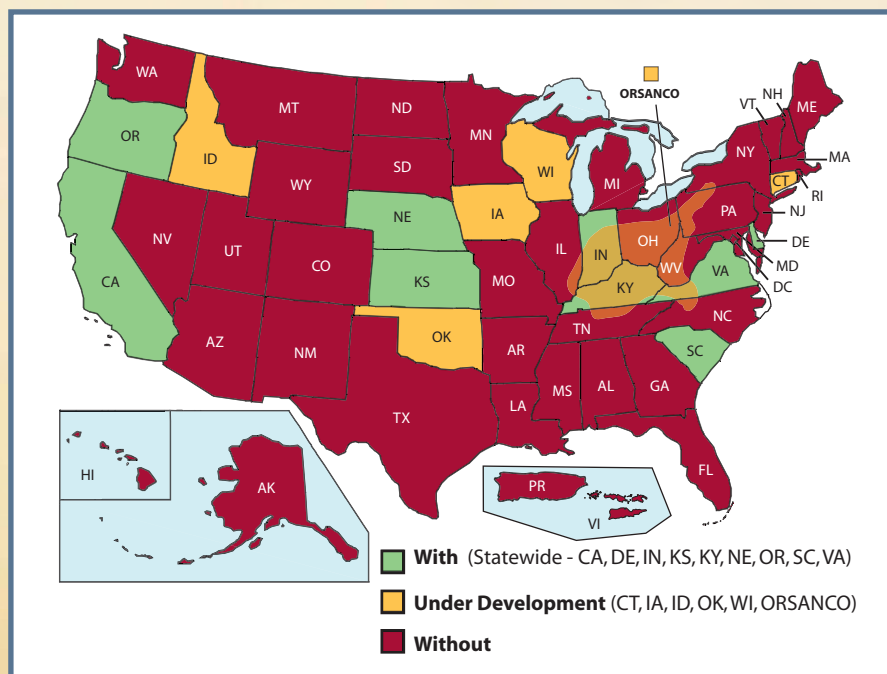 WA
MT
ND
MN
ORSANCO
VT
NH
ME
OR
ID
SD
WI
MI
NY
MA
WY
CT
RI
NE
IA
PA
NJ
NV
UT
CO
IL
IN
OH
WV
DE
CA
KS
MO
KY
VA
MD
DC
AZ
NM
OK
AR
TN
NC
SC
TX
LA
MS
AL
GA
FL
HI
AK
PR
VI
With (Statewide - CA, DE, IN, KS, KY, NE, OR, SC, VA)
Under Development (CT, IA, ID, OK, WI, ORSANCO)
Without